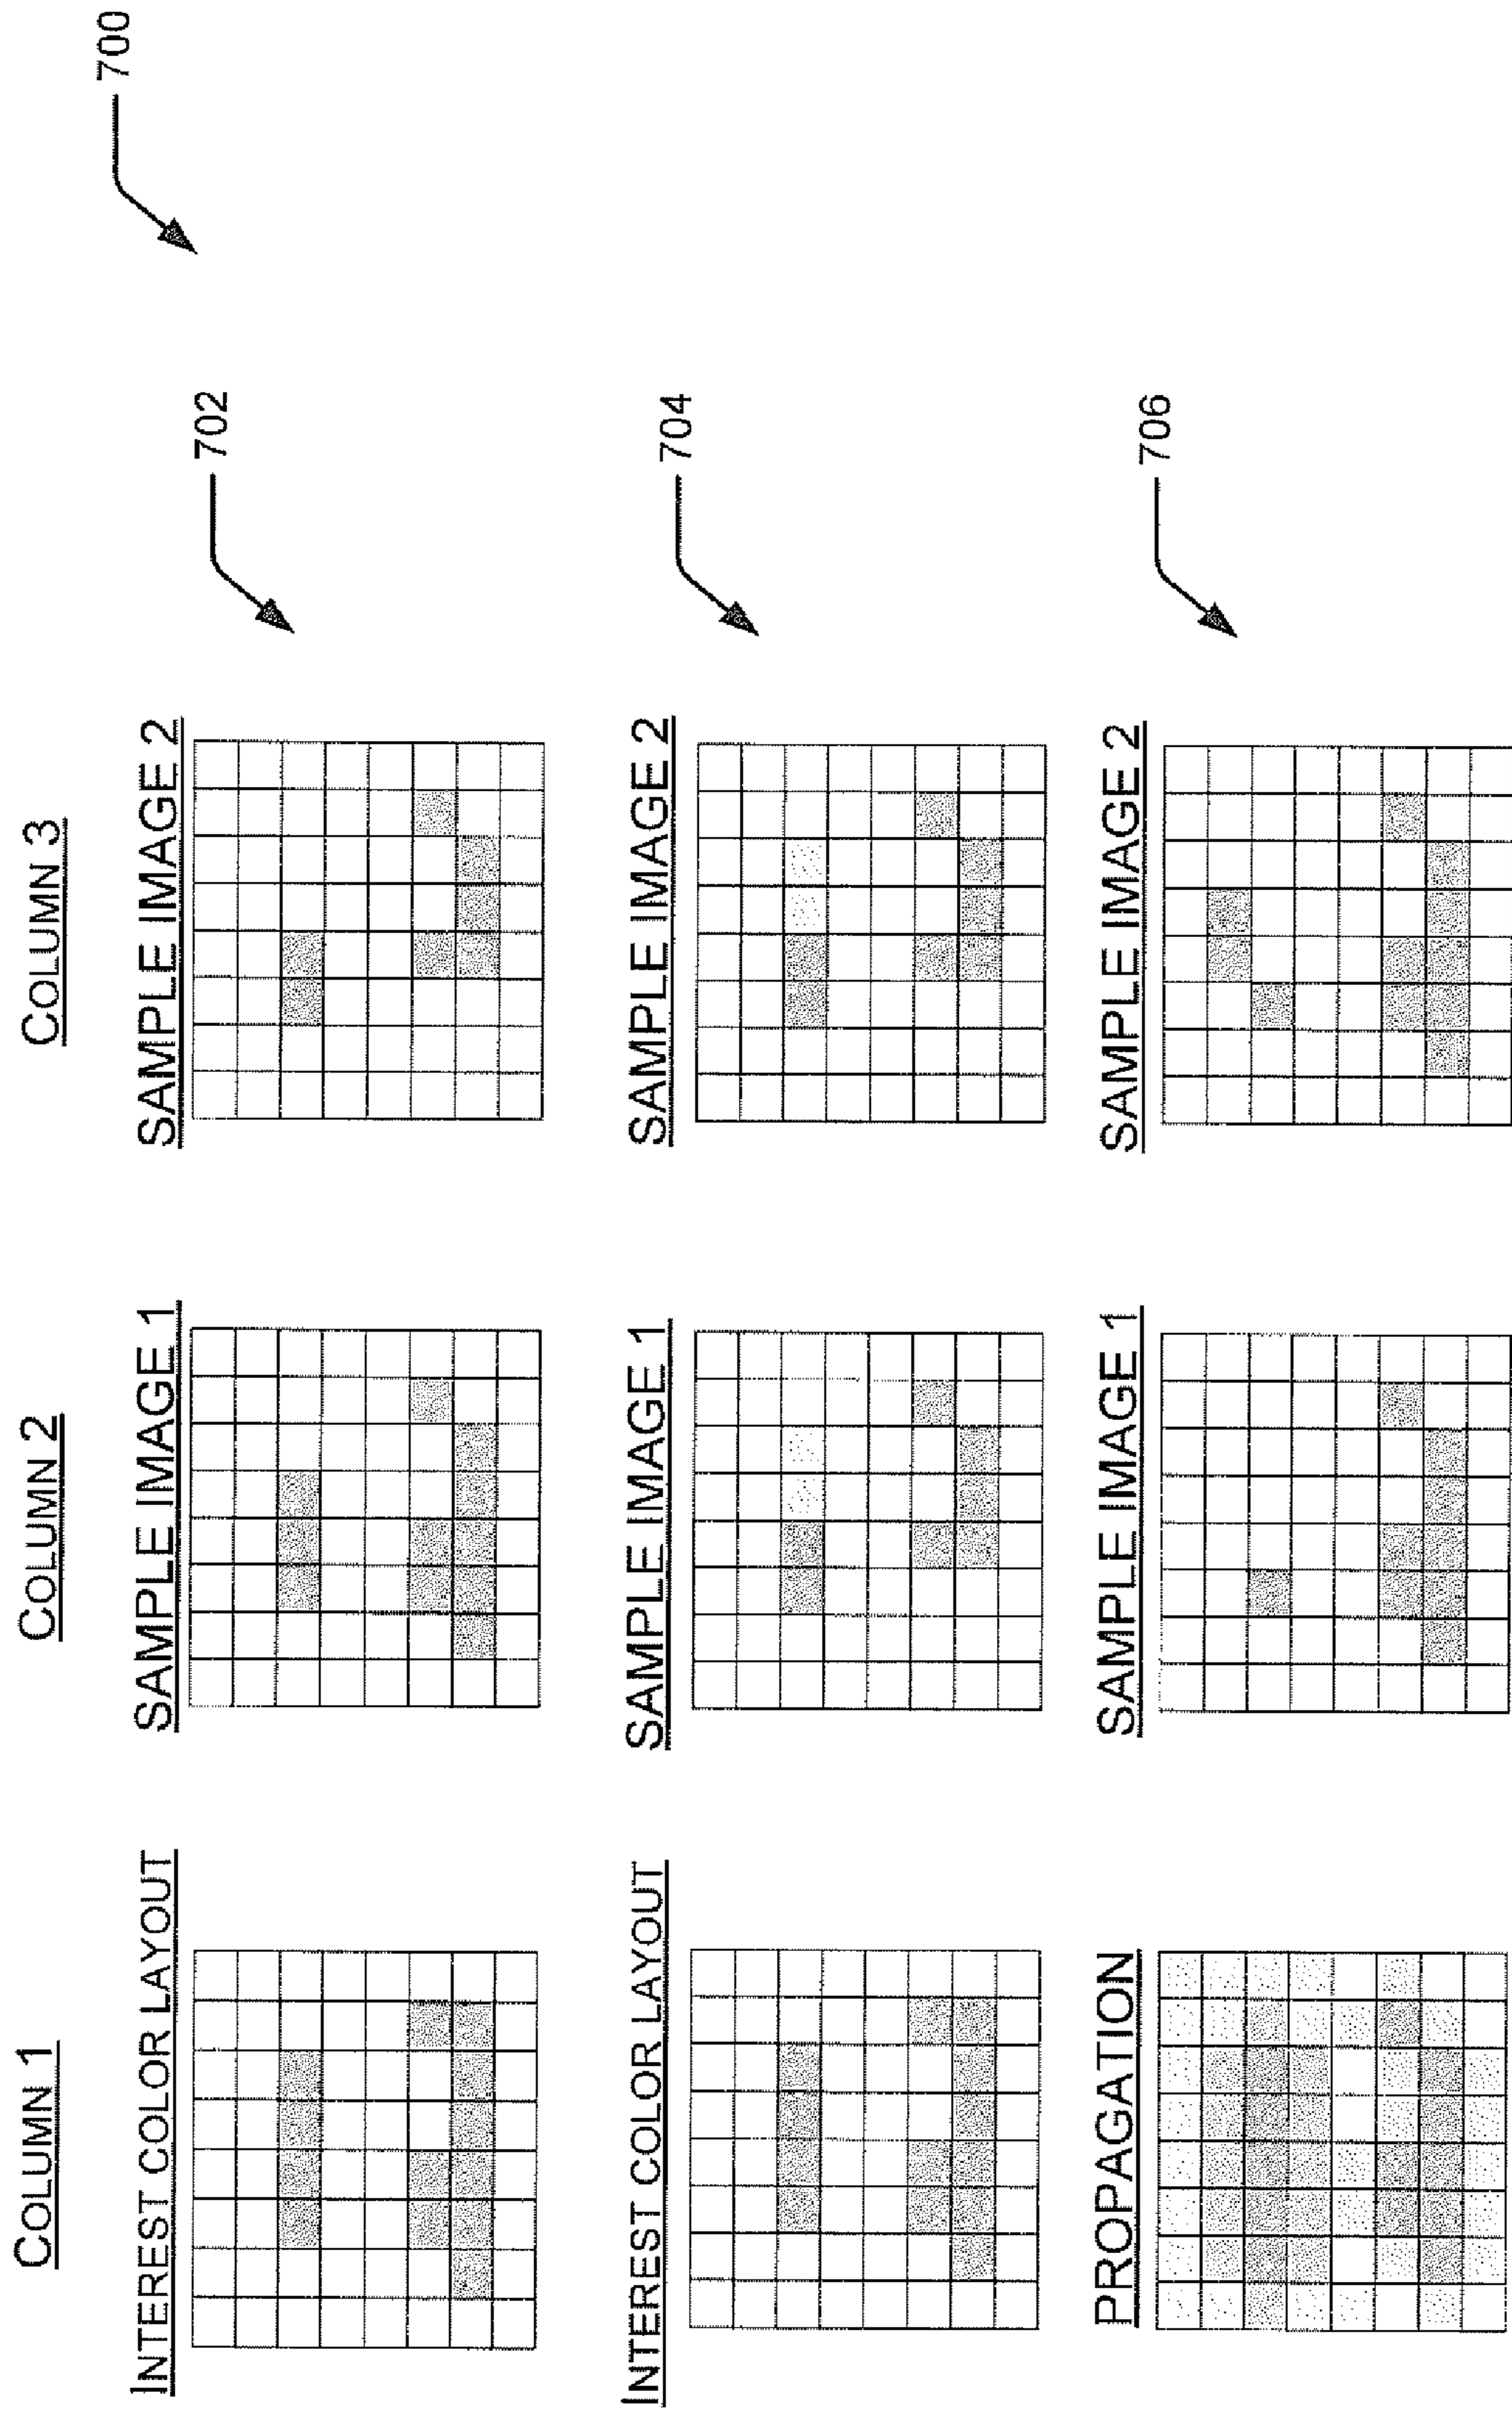 COLUMN 1
COLUMN 2
COLUMN 3
700
INTEREST COLOR LAYOUT
SAMPLE IMAGE 1
SAMPLE IMAGE 2
702
INTEREST COLOR LAYOUT
SAMPLE IMAGE 1
SAMPLE IMAGE 2
704
PROPAGATION
SAMPLE IMAGE 1
SAMPLE IMAGE 2
706